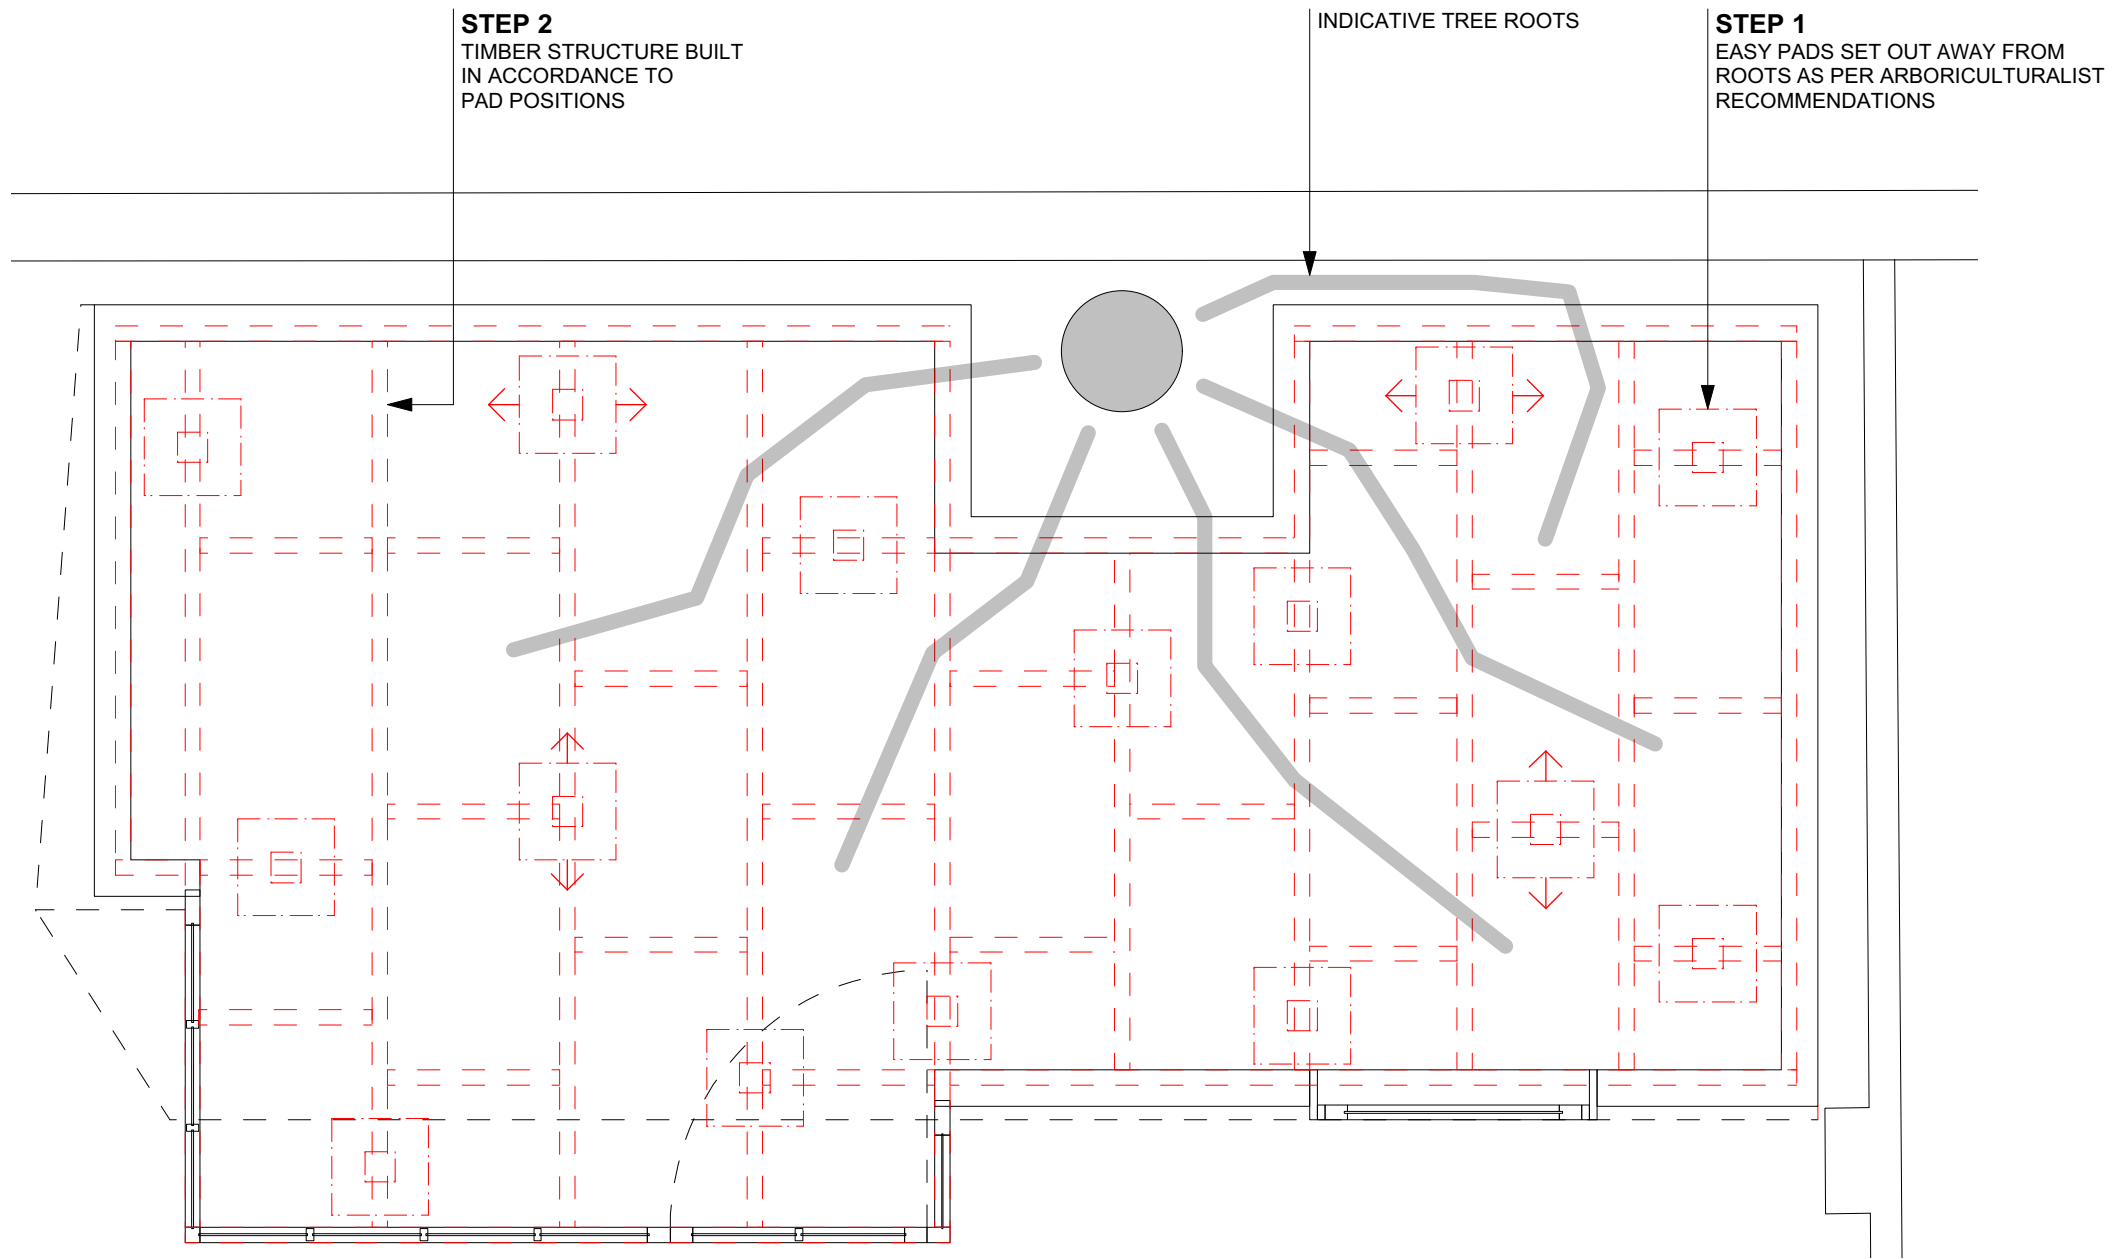 STEP 2
TIMBER STRUCTURE BUILT
IN ACCORDANCE TO
PAD POSITIONS
INDICATIVE TREE ROOTS
STEP 1
EASY PADS SET OUT AWAY FROM
ROOTS AS PER ARBORICULTURALIST
RECOMMENDATIONS